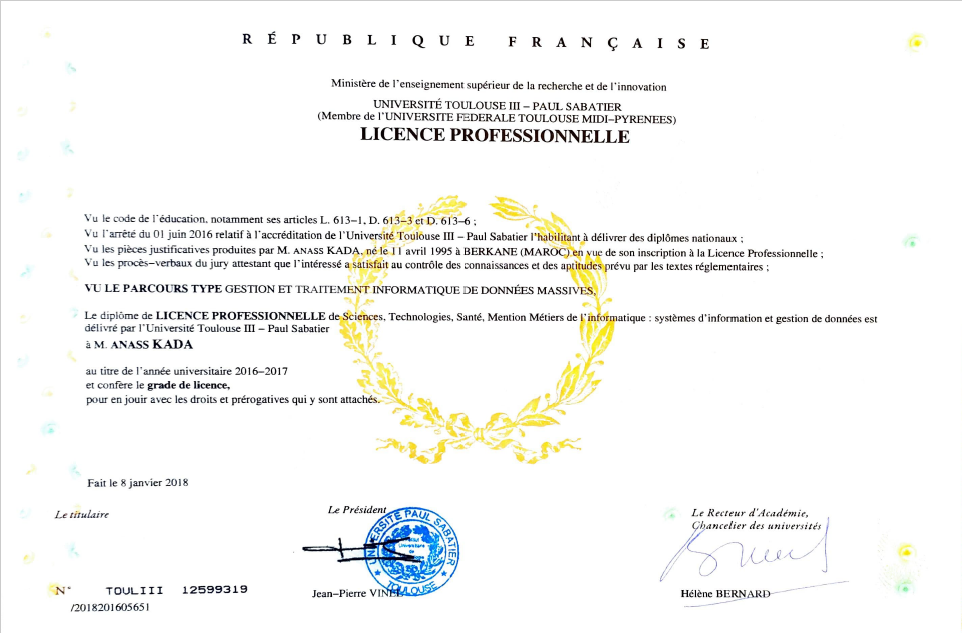 RÉPUBLIQUE FRANÇAISE
Ministère de l'enseignement supérieur de la recherche et de l'innovation
UNIVERSITÉ TOULOUSE III – PAUL SABATIER
(Membre de l'UNIVERSITE FEDERALE TOULOUSE MIDI–PYRENEES)
LICENCE PROFESSIONNELLE
Vu le code de l'éducation, notamment ses articles L. 613–1, D. 613–3 et D. 613–6 ;
Vu l'arrêté du 01 juin 2016 relatif à l'accréditation de l'Université Toulouse III – Paul Sabatier l'habilitant à délivrer des diplômes nationaux ;
Vu les pièces justificatives produites par M. ANASS KADA, né le 11 avril 1995 à BERKANE (MAROC) en vue de son inscription à la Licence Professionnelle ;
Vu les procès–verbaux du jury attestant que l'intéressé a satisfait au contrôle des connaissances et des aptitudes prévu par les textes réglementaires ;
VU LE PARCOURS TYPE GESTION ET TRAITEMENT INFORMATIQUE DE DONNÉES MASSIVES,
Le diplôme de LICENCE PROFESSIONNELLE de Sciences, Technologies, Santé, Mention Métiers de l'informatique : systèmes d'information et gestion de données est
délivré par l'Université Toulouse III – Paul Sabatier
à M. ANASS KADA
au titre de l'année universitaire 2016–2017
et confère le grade de licence,
pour en jouir avec les droits et prérogatives qui y sont attachés.
Fait le 8 janvier 2018
Le titulaire
Le Président
Le Recteur d'Académie,
Chancelier des universités
UNIVERSITE PAUL SABATIER
TOULOUSE
Jean–Pierre VINEL
Hélène BERNARD
N° TOULIII 12599319
/2018201605651